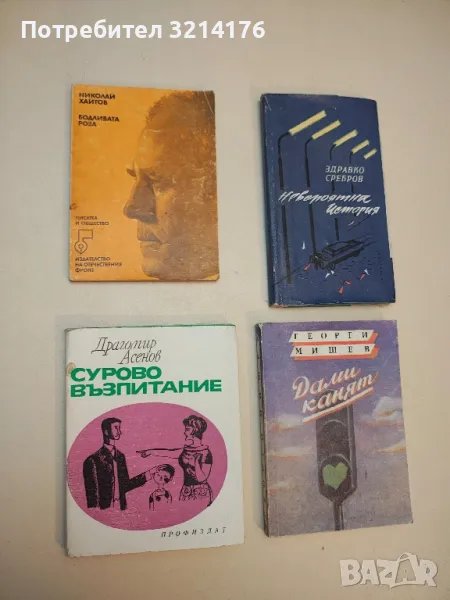 Потребител 3214176
НИКОЛАЙ
ХАЙТОВ
БОДЛИВАТА
РОЗА
ПИСАТЕЛ И ОБЩЕСТВО
ИЗДАТЕЛСТВО
НА ОТЕЧЕСТВЕНИЯ
ФРОНТ
ЗДРАВКО
СРЕБРОВ
Невероятна
история
Драгомир
Асенов
СУРОВО
ВЪЗПИТАНИЕ
ПРОФИЗДАТ
ГЕОРГИ
МИШЕВ
Дами
канят
BAZAR